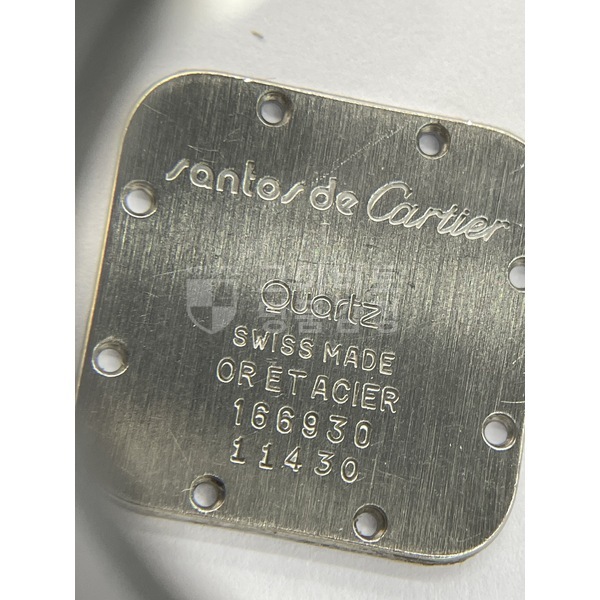 santos de Cartier
Quartz
SWISS MADE
OR ET ACIER
166930
11430